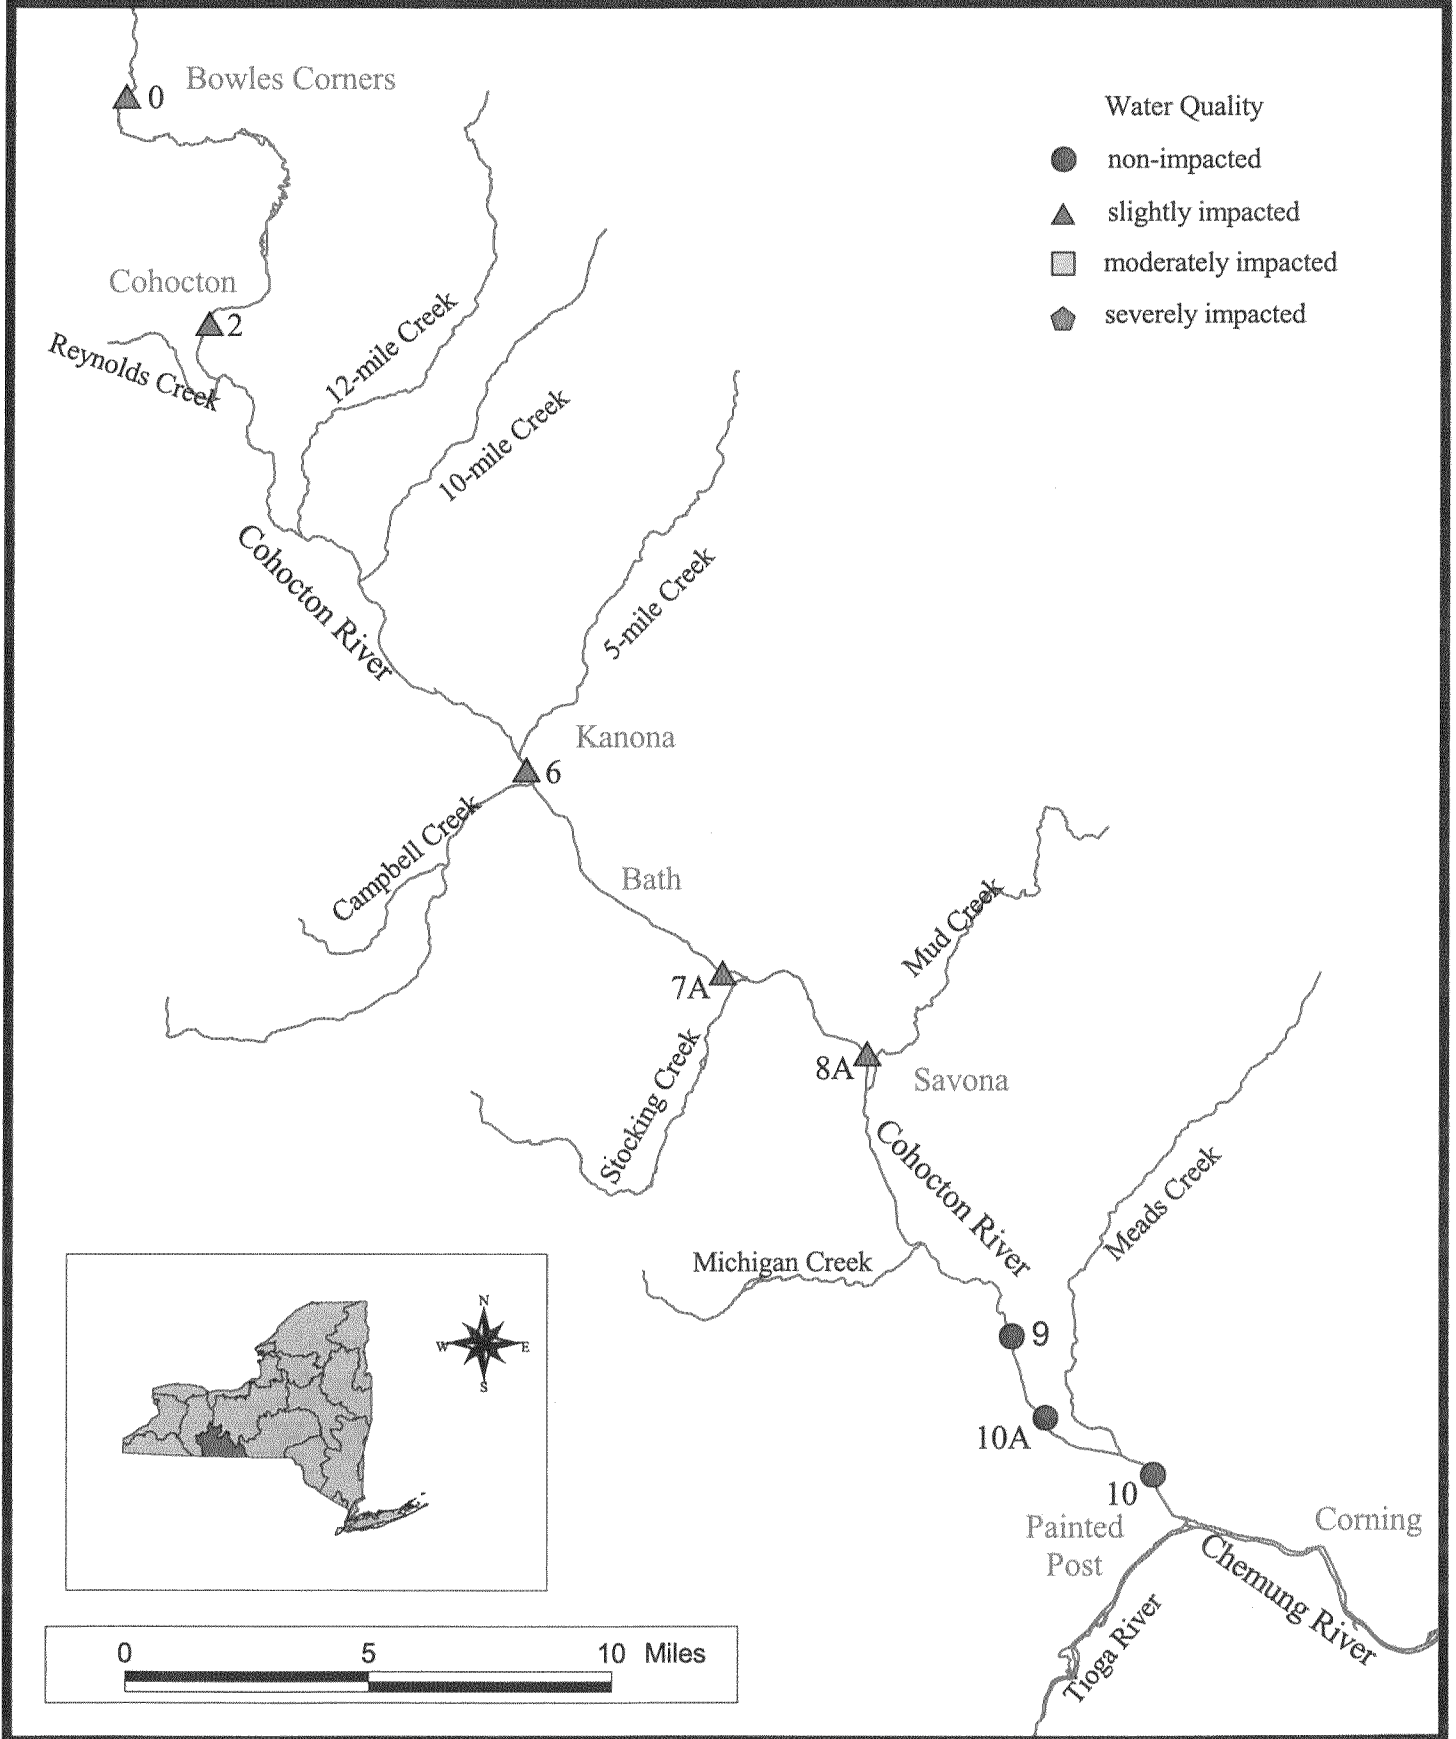 Bowles Corners
0
Water Quality
non-impacted
slightly impacted
moderately impacted
severely impacted
Cohocton
2
Reynolds Creek
12-mile Creek
10-mile Creek
Cohocton River
5-mile Creek
Kanona
6
Campbell Creek
Bath
Mud Creek
7A
8A
Savona
Stocking Creek
Cohocton River
Meads Creek
Michigan Creek
9
10A
10
Painted
Post
Corning
Chemung River
Tioga River
N
W
E
S
0
5
10 Miles